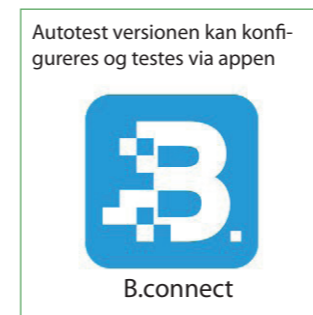 Autotest versionen kan konfi-
gureres og testes via appen
B.
B.connect